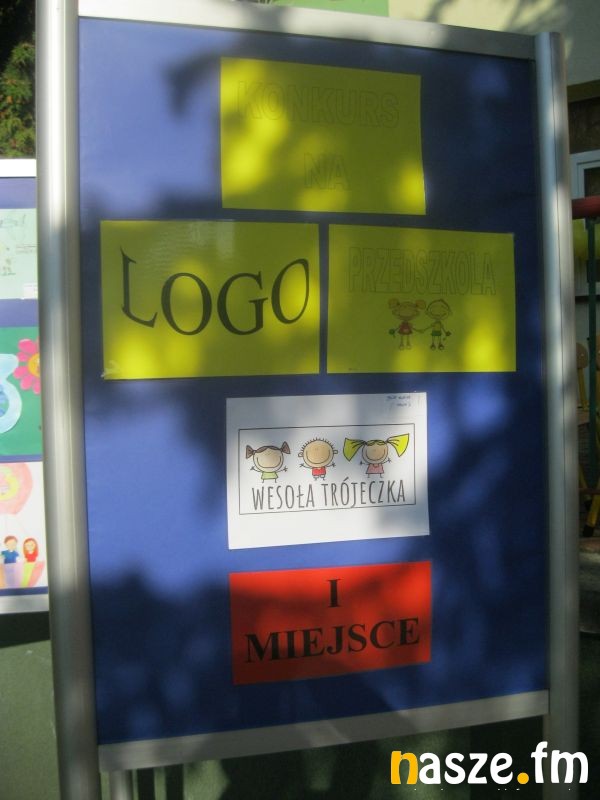 KONKURS
NA
LOGO
PRZEDSZKOLA
WESOŁA TRÓJECZKA
I
MIEJSCE
nasze.fm